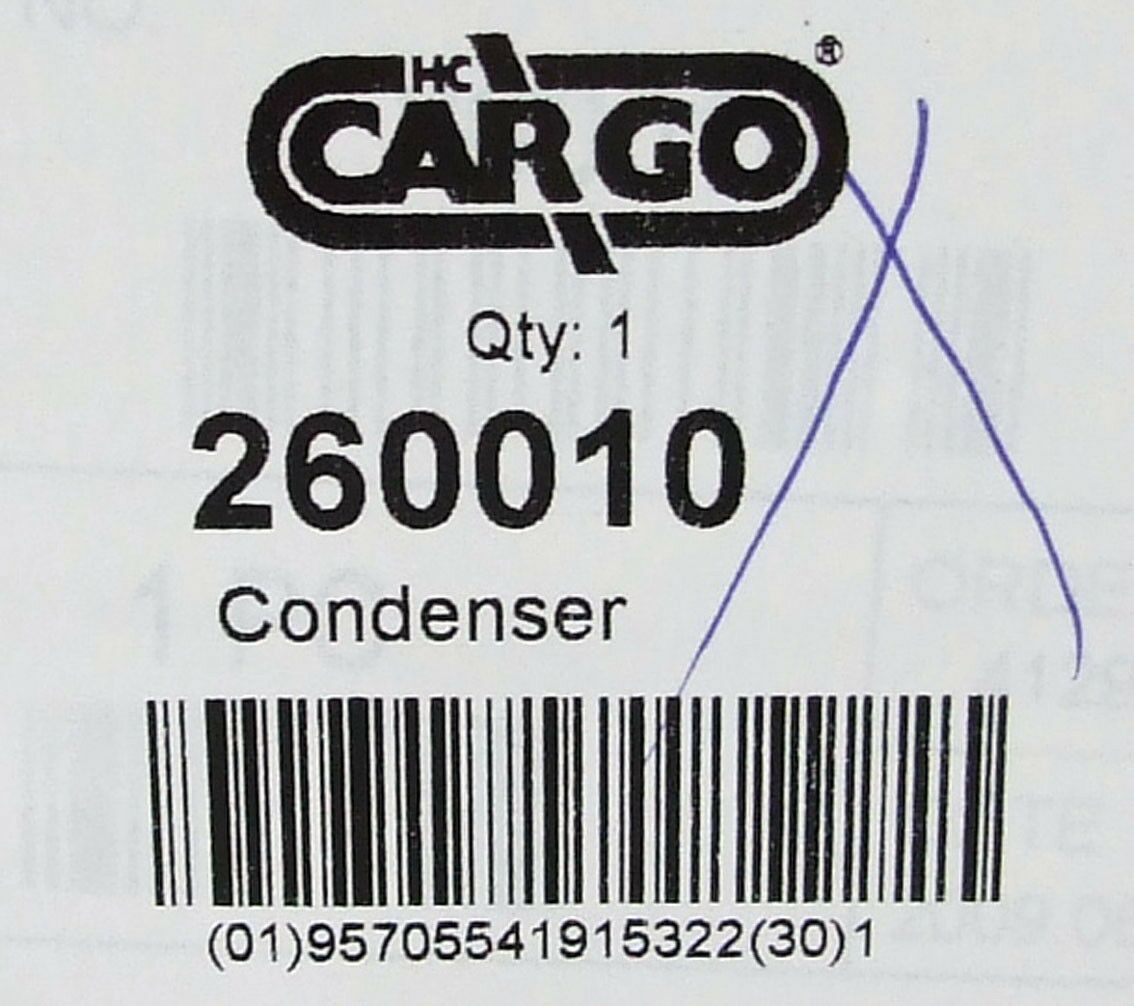 HC
CARGO®
Qty: 1
260010
Condenser
(01)95705541915322(30)1